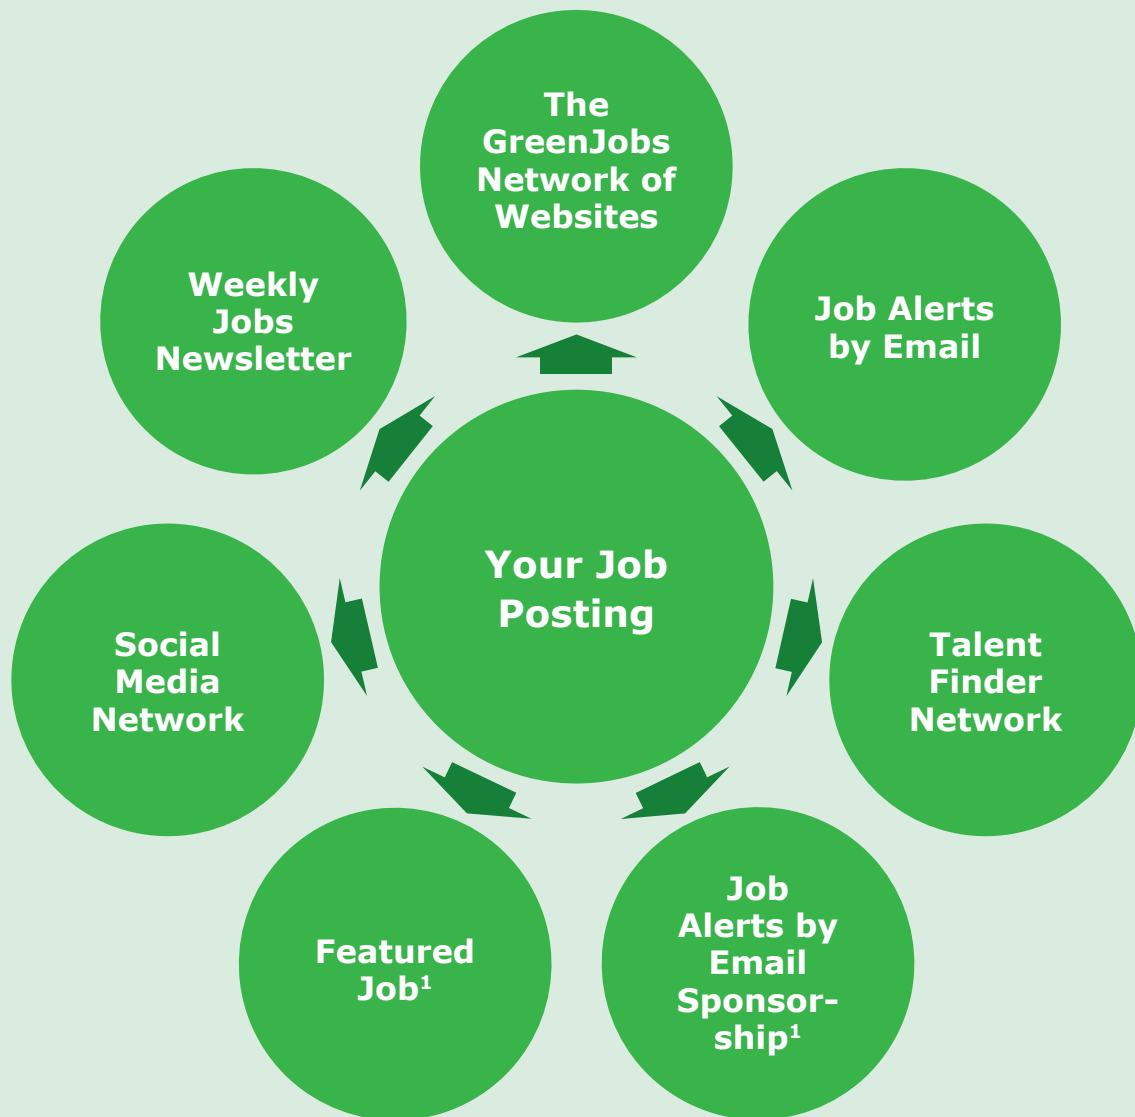 The
GreenJobs
Network of
Websites
Weekly
Jobs
Newsletter
Job Alerts
by Email
Your Job
Posting
Social
Media
Network
Talent
Finder
Network
Featured
Job¹
Job
Alerts by
Email
Sponsor-
ship¹